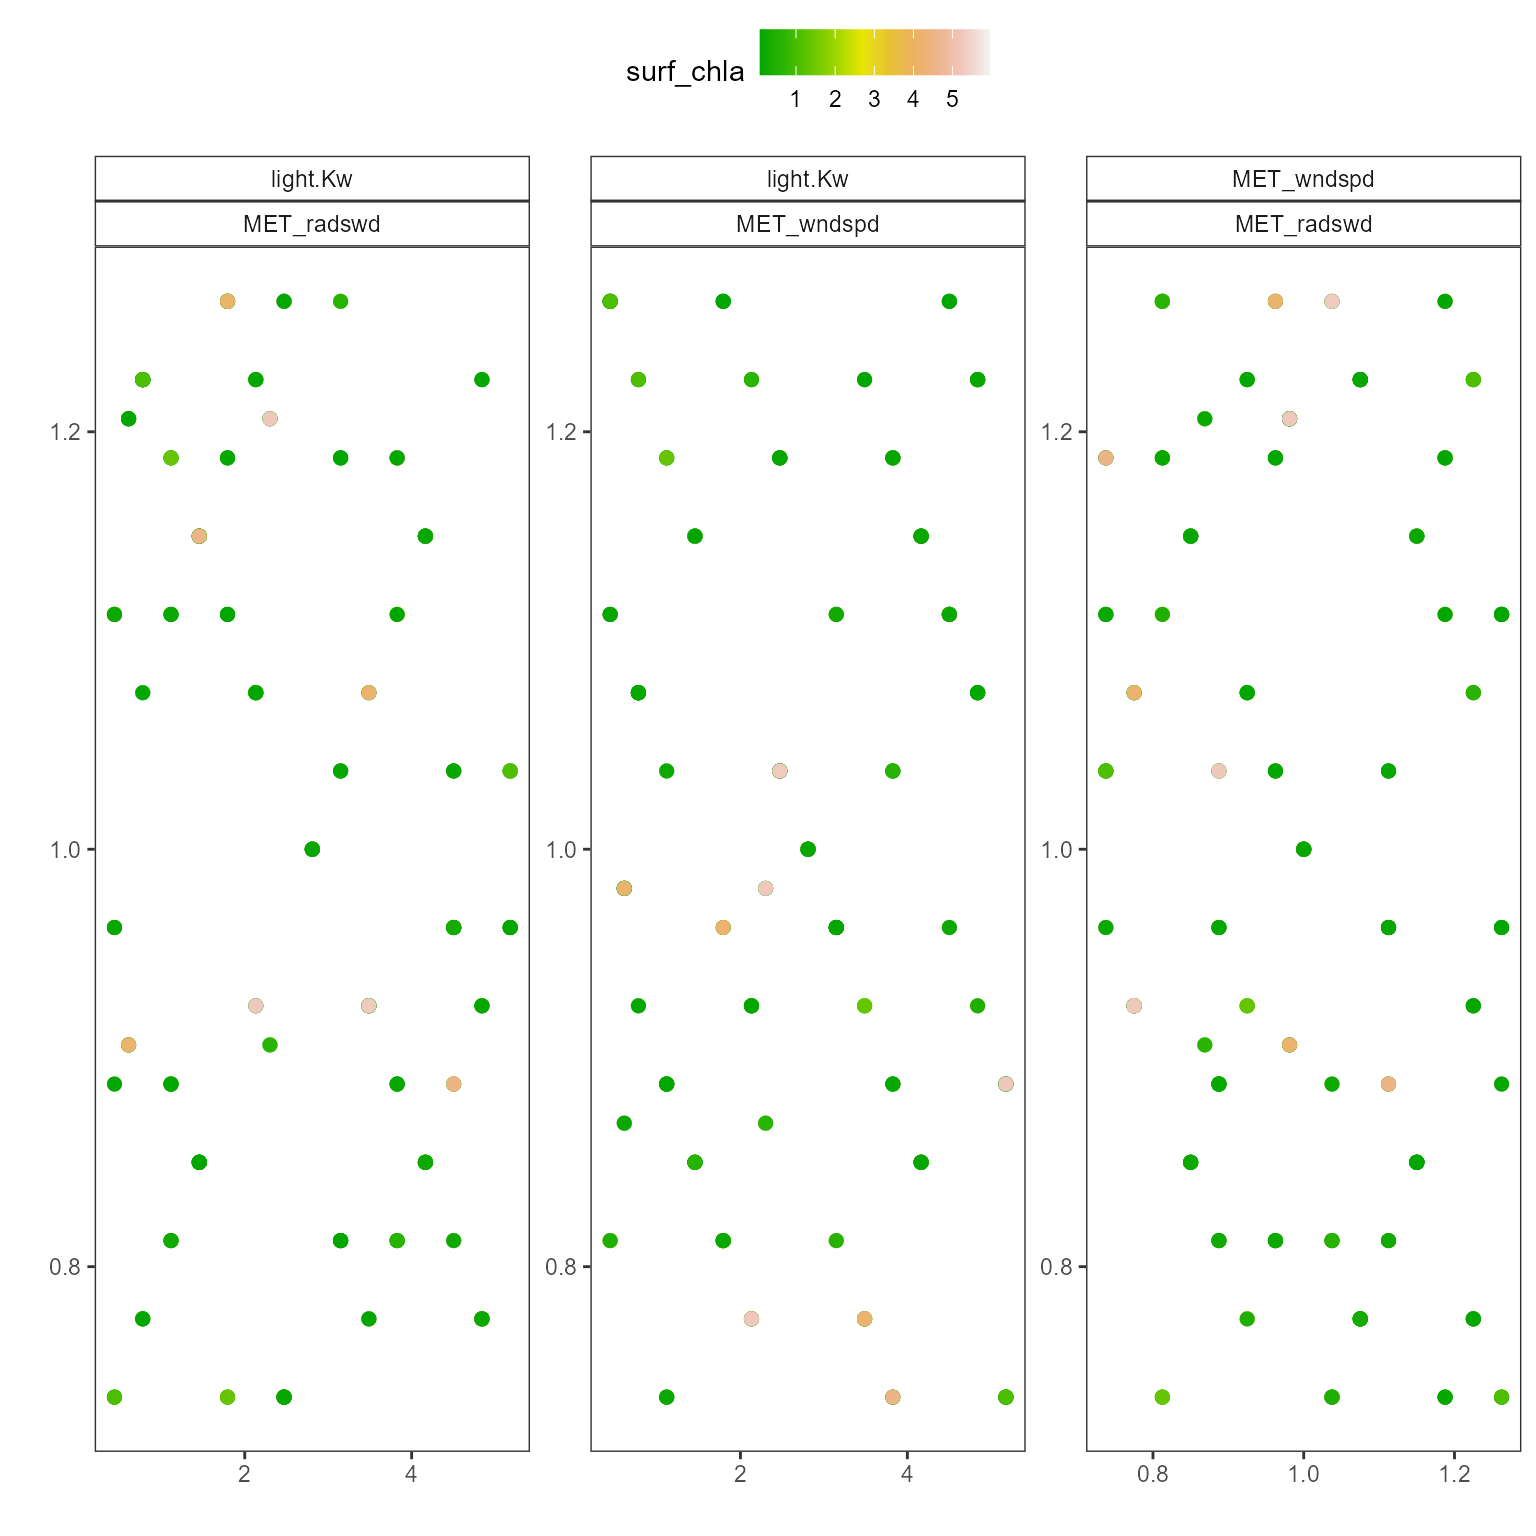 surf_chla
1 2 3 4 5
light.Kw light.Kw MET_wndspd
MET_radswd MET_wndspd MET_radswd
1.2 1.2 1.2
1.0 1.0 1.0
0.8 0.8 0.8
2 4 2 4 0.8 1.0 1.2